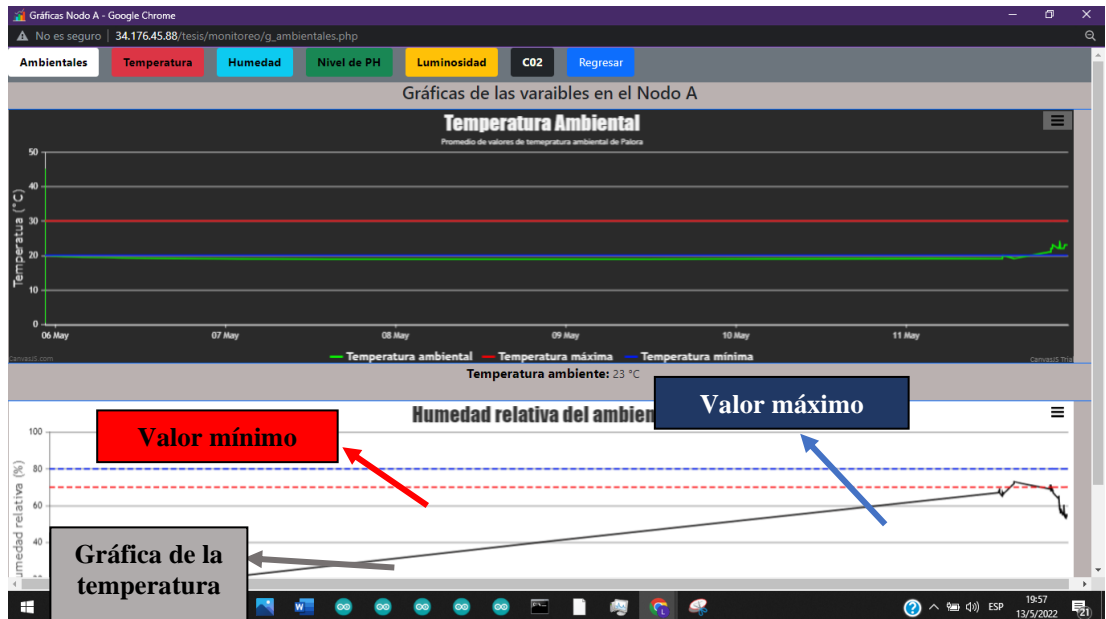 Gráficas Nodo A - Google Chrome
No es seguro | 34.176.45.88/tesis/monitoreo/g_ambientales.php
Ambientales Temperatura Humedad Nivel de PH Luminosidad C02 Regresar
Gráficas de las varaibles en el Nodo A
Temperatura Ambiental
Promedio de valores de temepratura ambiental de Palora
Temperatua (°C)
50
40
30
20
10
0
06 May 07 May 08 May 09 May 10 May 11 May
Temperatura ambiental Temperatura máxima Temperatura mínima
CanvasJS.com CanvasJS Trial
Temperatura ambiente: 23 °C
Humedad relativa del ambien
Valor máximo
Valor mínimo
umedad relativa (%)
100
80
60
40
Gráfica de la
temperatura
ESP
19:57
13/5/2022
21